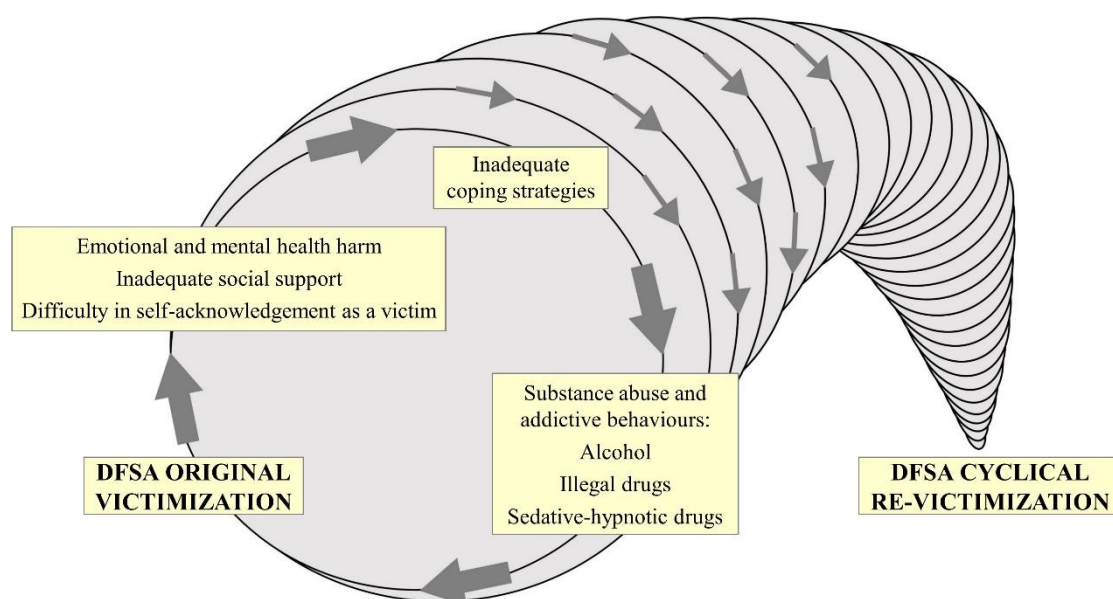 Inadequate
coping strategies
Emotional and mental health harm
Inadequate social support
Difficulty in self-acknowledgement as a victim
Substance abuse and
addictive behaviours:
Alcohol
Illegal drugs
Sedative-hypnotic drugs
DFSA ORIGINAL
VICTIMIZATION
DFSA CYCLICAL
RE-VICTIMIZATION